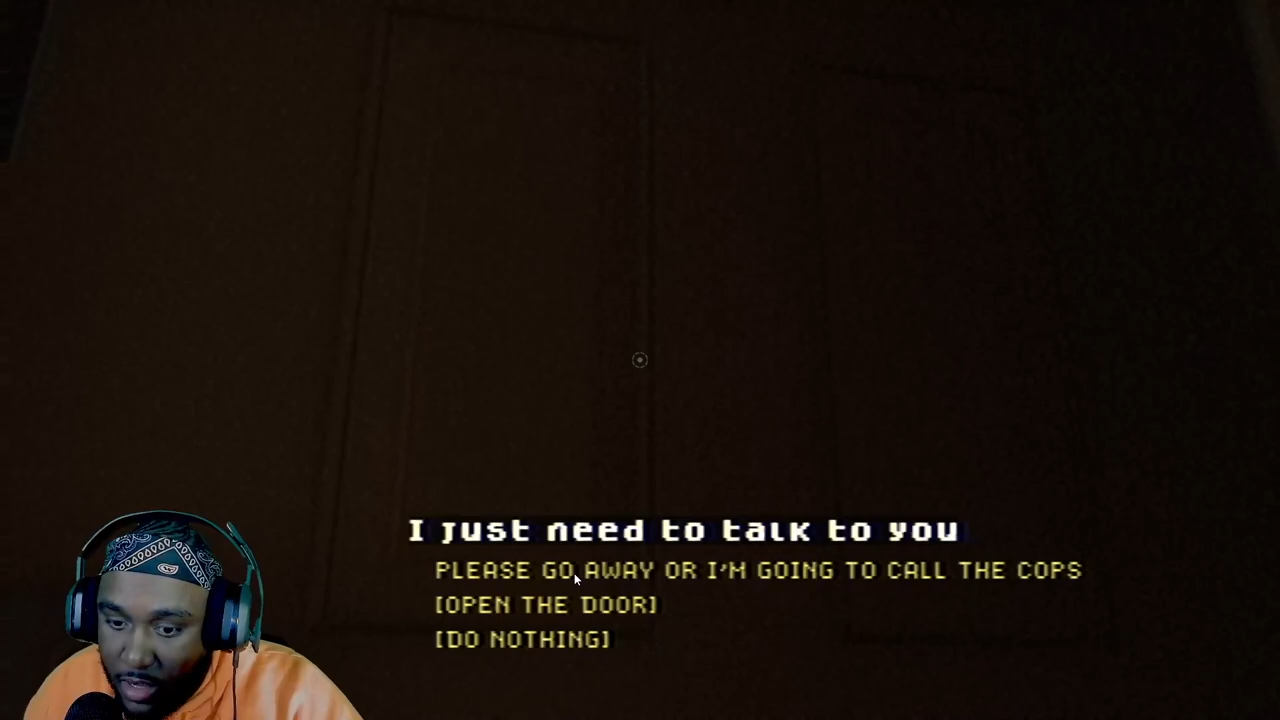 I just need to talk to you
PLEASE GO AWAY OR I'M GOING TO CALL THE COPS
[OPEN THE DOOR]
[DO NOTHING]